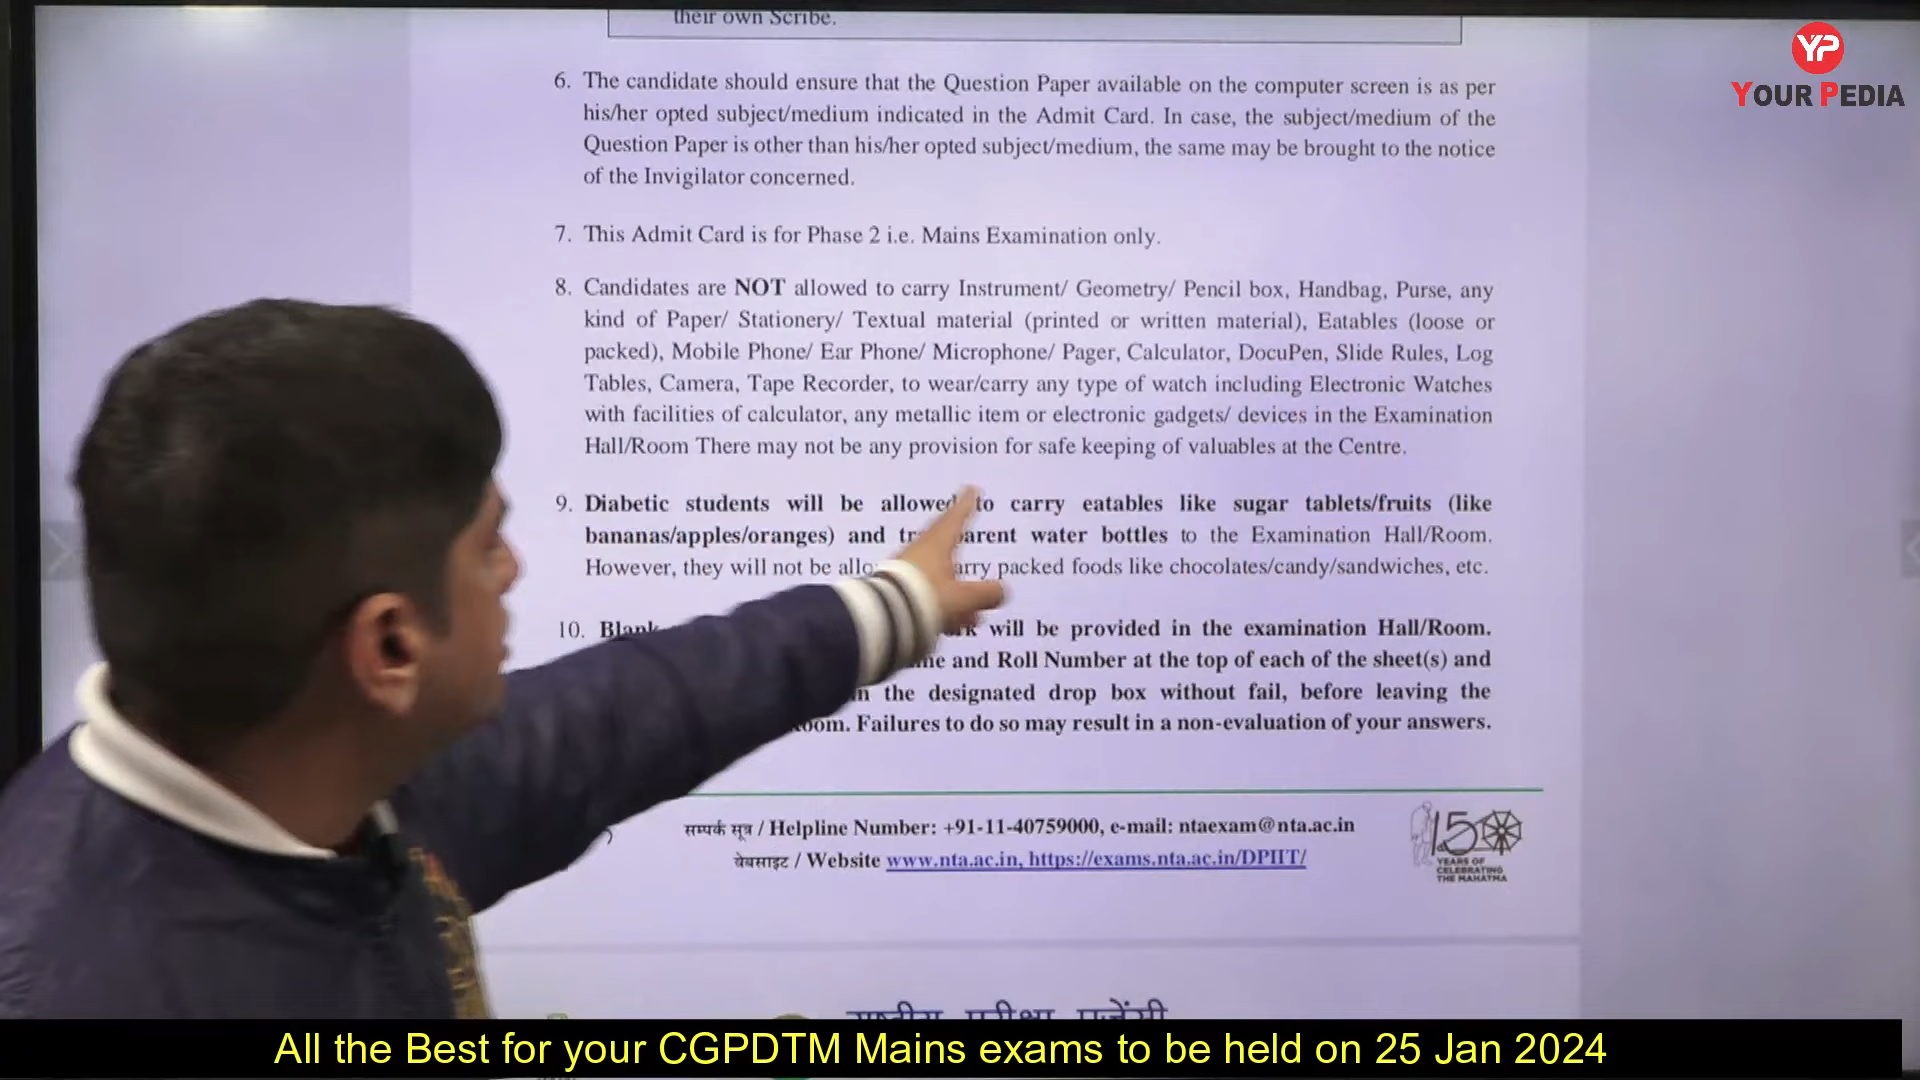 their own Scribe.
YP
YOUR PEDIA
6. The candidate should ensure that the Question Paper available on the computer screen is as per
his/her opted subject/medium indicated in the Admit Card. In case, the subject/medium of the
Question Paper is other than his/her opted subject/medium, the same may be brought to the notice
of the Invigilator concerned.
7. This Admit Card is for Phase 2 i.e. Mains Examination only.
8. Candidates are NOT allowed to carry Instrument/ Geometry/ Pencil box, Handbag, Purse, any
kind of Paper/ Stationery/ Textual material (printed or written material), Eatables (loose or
packed), Mobile Phone/ Ear Phone/ Microphone/ Pager, Calculator, DocuPen, Slide Rules, Log
Tables, Camera, Tape Recorder, to wear/carry any type of watch including Electronic Watches
with facilities of calculator, any metallic item or electronic gadgets/ devices in the Examination
Hall/Room There may not be any provision for safe keeping of valuables at the Centre.
9. Diabetic students will be allowed to carry eatables like sugar tablets/fruits (like
bananas/apples/oranges) and water bottles to the Examination Hall/Room.
However, they will not be packed foods like chocolates/candy/sandwiches, etc.
10. Blank will be provided in the examination Hall/Room.
and Roll Number at the top of each of the sheet(s) and
the designated drop box without fail, before leaving the
Failures to do so may result in a non-evaluation of your answers.
सम्पर्क सूत्र / Helpline Number: +91-11-40759000, e-mail: ntaexam@nta.ac.in
वेबसाइट / Website www.nta.ac.in, https://exams.nta.ac.in/DPIIT/
150
YEARS OF
CELEBRATING
THE MAHATMA
राष्ट्रीय परीक्षा एजेंसी
All the Best for your CGPDTM Mains exams to be held on 25 Jan 2024